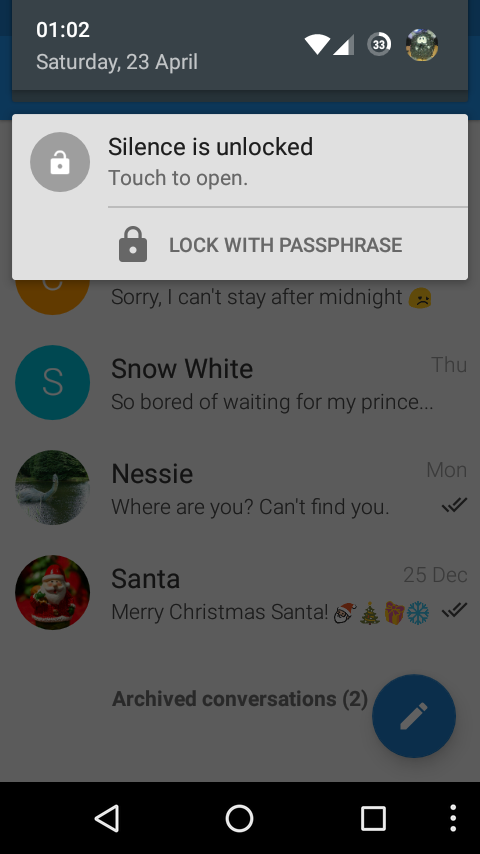 01:02
Saturday, 23 April
33
Silence is unlocked
Touch to open.
LOCK WITH PASSPHRASE
Sorry, I can't stay after midnight 😞
S
Snow White
Thu
So bored of waiting for my prince...
Nessie
Mon
Where are you? Can't find you.
Santa
25 Dec
Merry Christmas Santa! 🎅🎄🎁❄
Archived conversations (2)